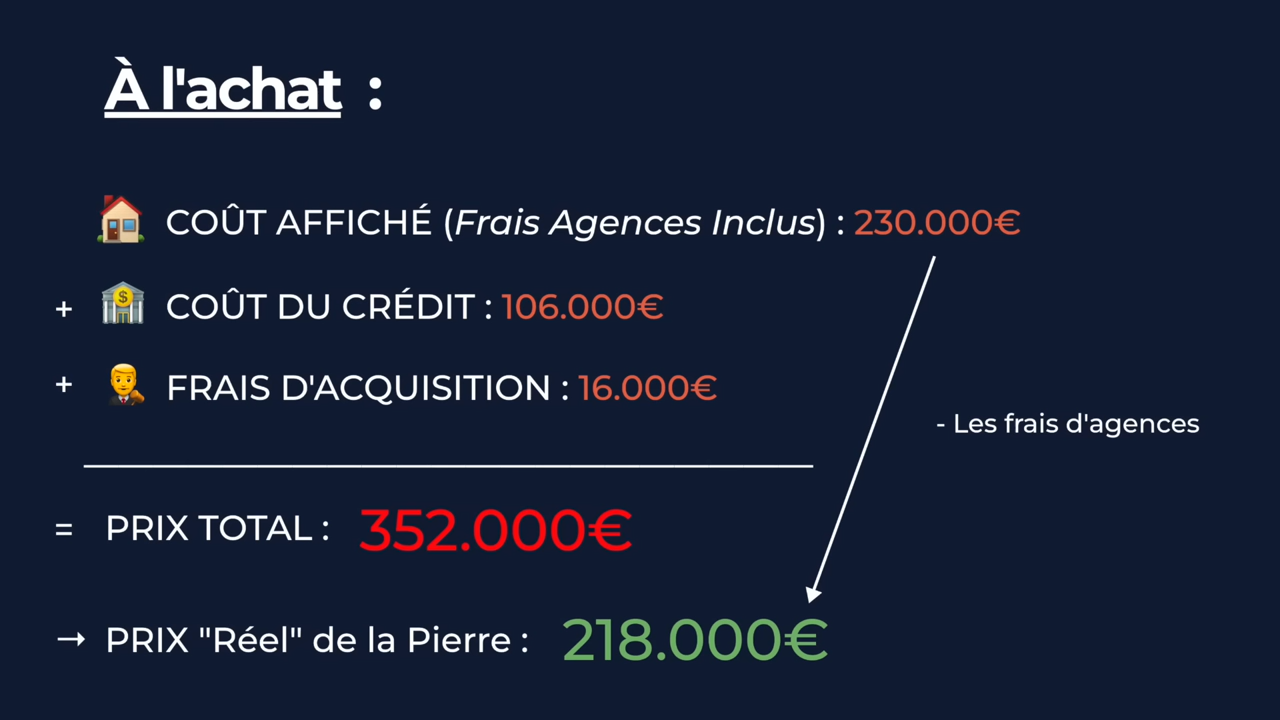 À l'achat :
COÛT AFFICHÉ (Frais Agences Inclus) : 230.000€
+ COÛT DU CRÉDIT : 106.000€
+ FRAIS D'ACQUISITION : 16.000€
- Les frais d'agences
= PRIX TOTAL : 352.000€
→ PRIX "Réel" de la Pierre : 218.000€